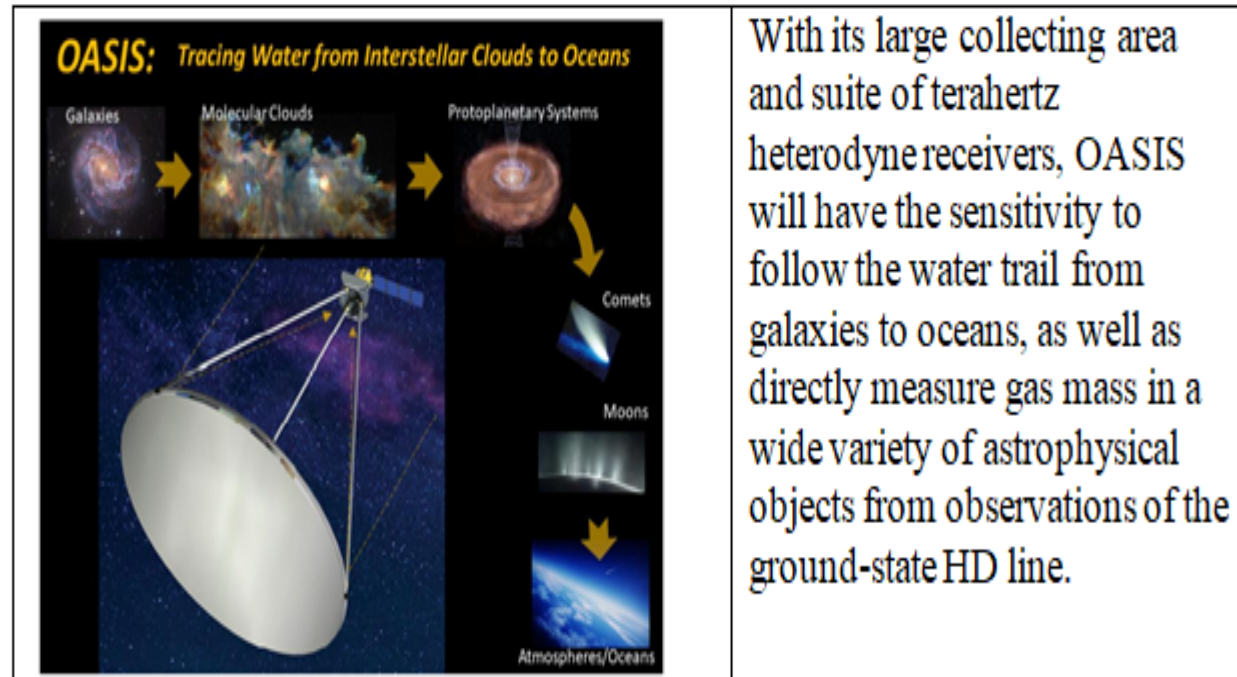 OASIS: Tracing Water from Interstellar Clouds to Oceans
Galaxies
Molecular Clouds
Protoplanetary Systems
Comets
Moons
Atmospheres/Oceans
With its large collecting area
and suite of terahertz
heterodyne receivers, OASIS
will have the sensitivity to
follow the water trail from
galaxies to oceans, as well as
directly measure gas mass in a
wide variety of astrophysical
objects from observations of the
ground-state HD line.